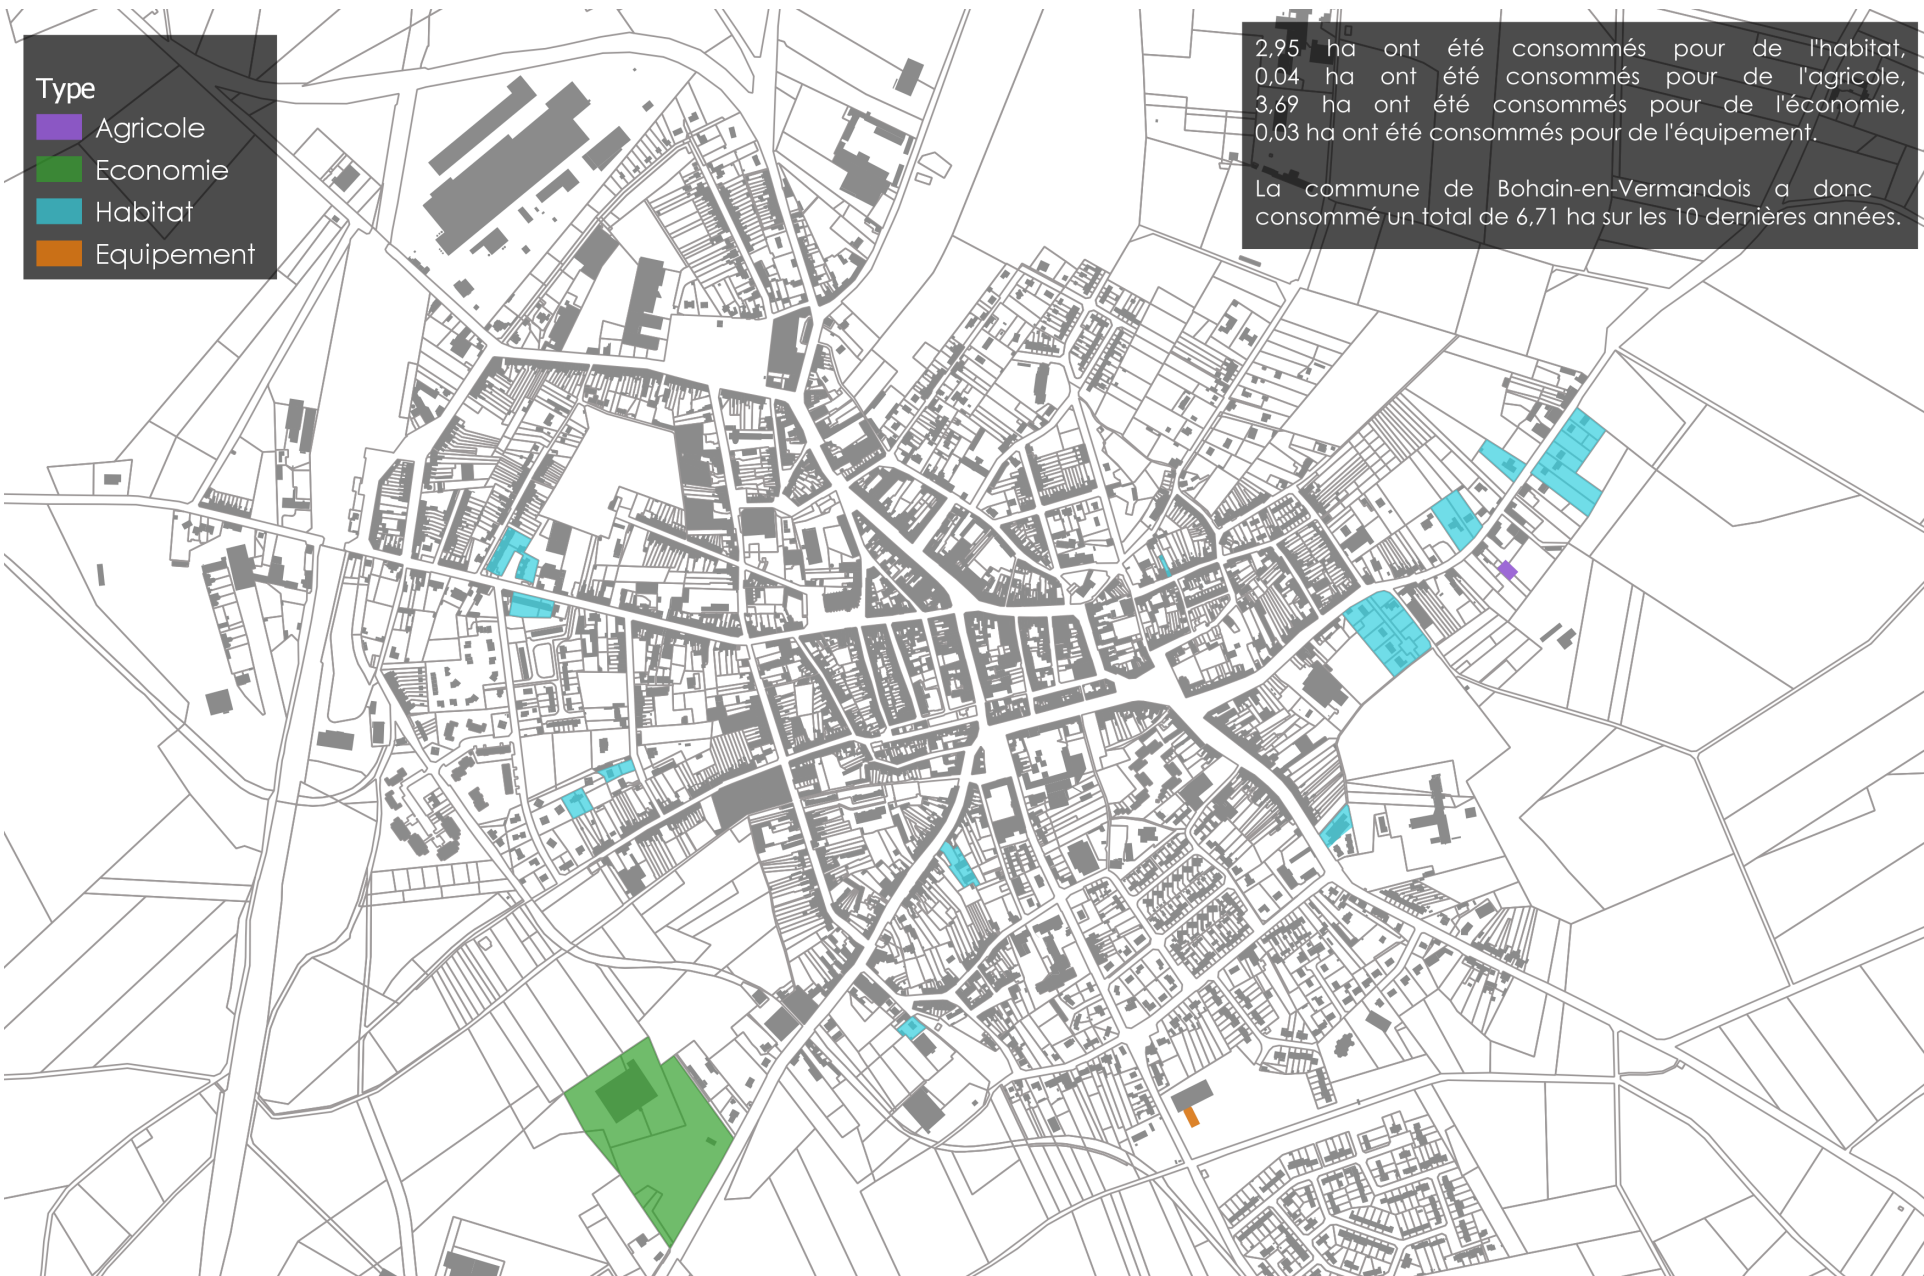 Type
Agricole
Economie
Habitat
Equipement
2,95 ha ont été consommés pour de l'habitat,
0,04 ha ont été consommés pour de l'agricole,
3,69 ha ont été consommés pour de l'économie,
0,03 ha ont été consommés pour de l'équipement.
La commune de Bohain-en-Vermandois a donc
consommé un total de 6,71 ha sur les 10 dernières années.